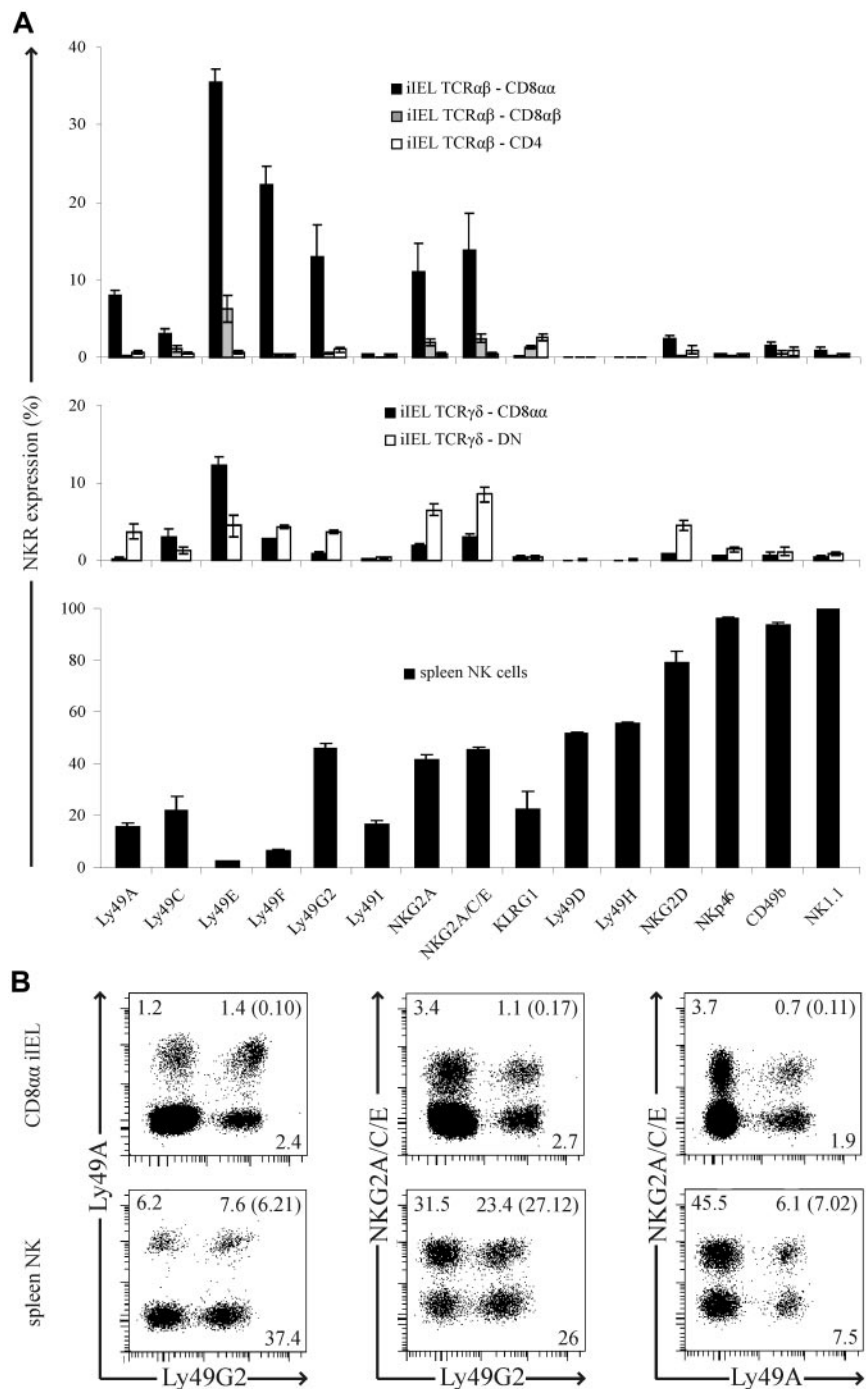 A
NKR expression (%)
40
30
20
10
0
iIEL TCRαβ - CD8αα
iIEL TCRαβ - CD8αβ
iIEL TCRαβ - CD4
10
0
iIEL TCRγδ - CD8αα
iIEL TCRγδ - DN
100
80
60
40
20
0
spleen NK cells
Ly49A
Ly49C
Ly49E
Ly49F
Ly49G2
Ly49I
NKG2A
NKG2A/C/E
KLRG1
Ly49D
Ly49H
NKG2D
NKp46
CD49b
NK1.1
B
CD8αα iIEL
Ly49A
1.2
1.4 (0.10)
2.4
NKG2A/C/E
3.4
1.1 (0.17)
2.7
NKG2A/C/E
3.7
0.7 (0.11)
1.9
spleen NK
6.2
7.6 (6.21)
37.4
31.5
23.4 (27.12)
26
45.5
6.1 (7.02)
7.5
Ly49G2
Ly49G2
Ly49A